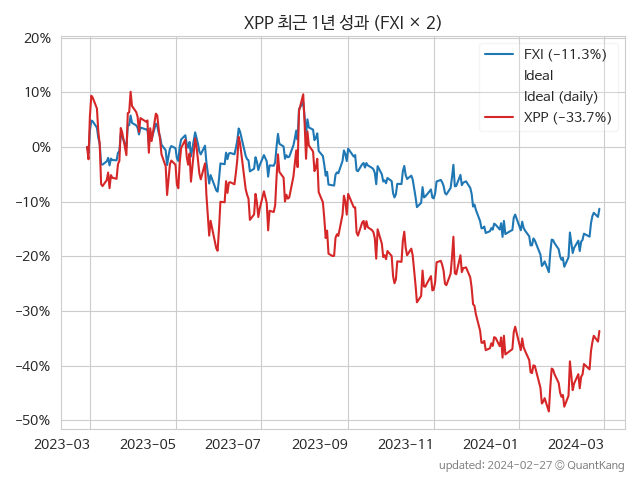 XPP 최근 1년 성과 (FXI × 2)
20%
10%
0%
−10%
−20%
−30%
−40%
−50%
FXI (−11.3%)
Ideal
Ideal (daily)
XPP (−33.7%)
2023−03
2023−05
2023−07
2023−09
2023−11
2024−01
2024−03
updated: 2024-02-27 © QuantKang